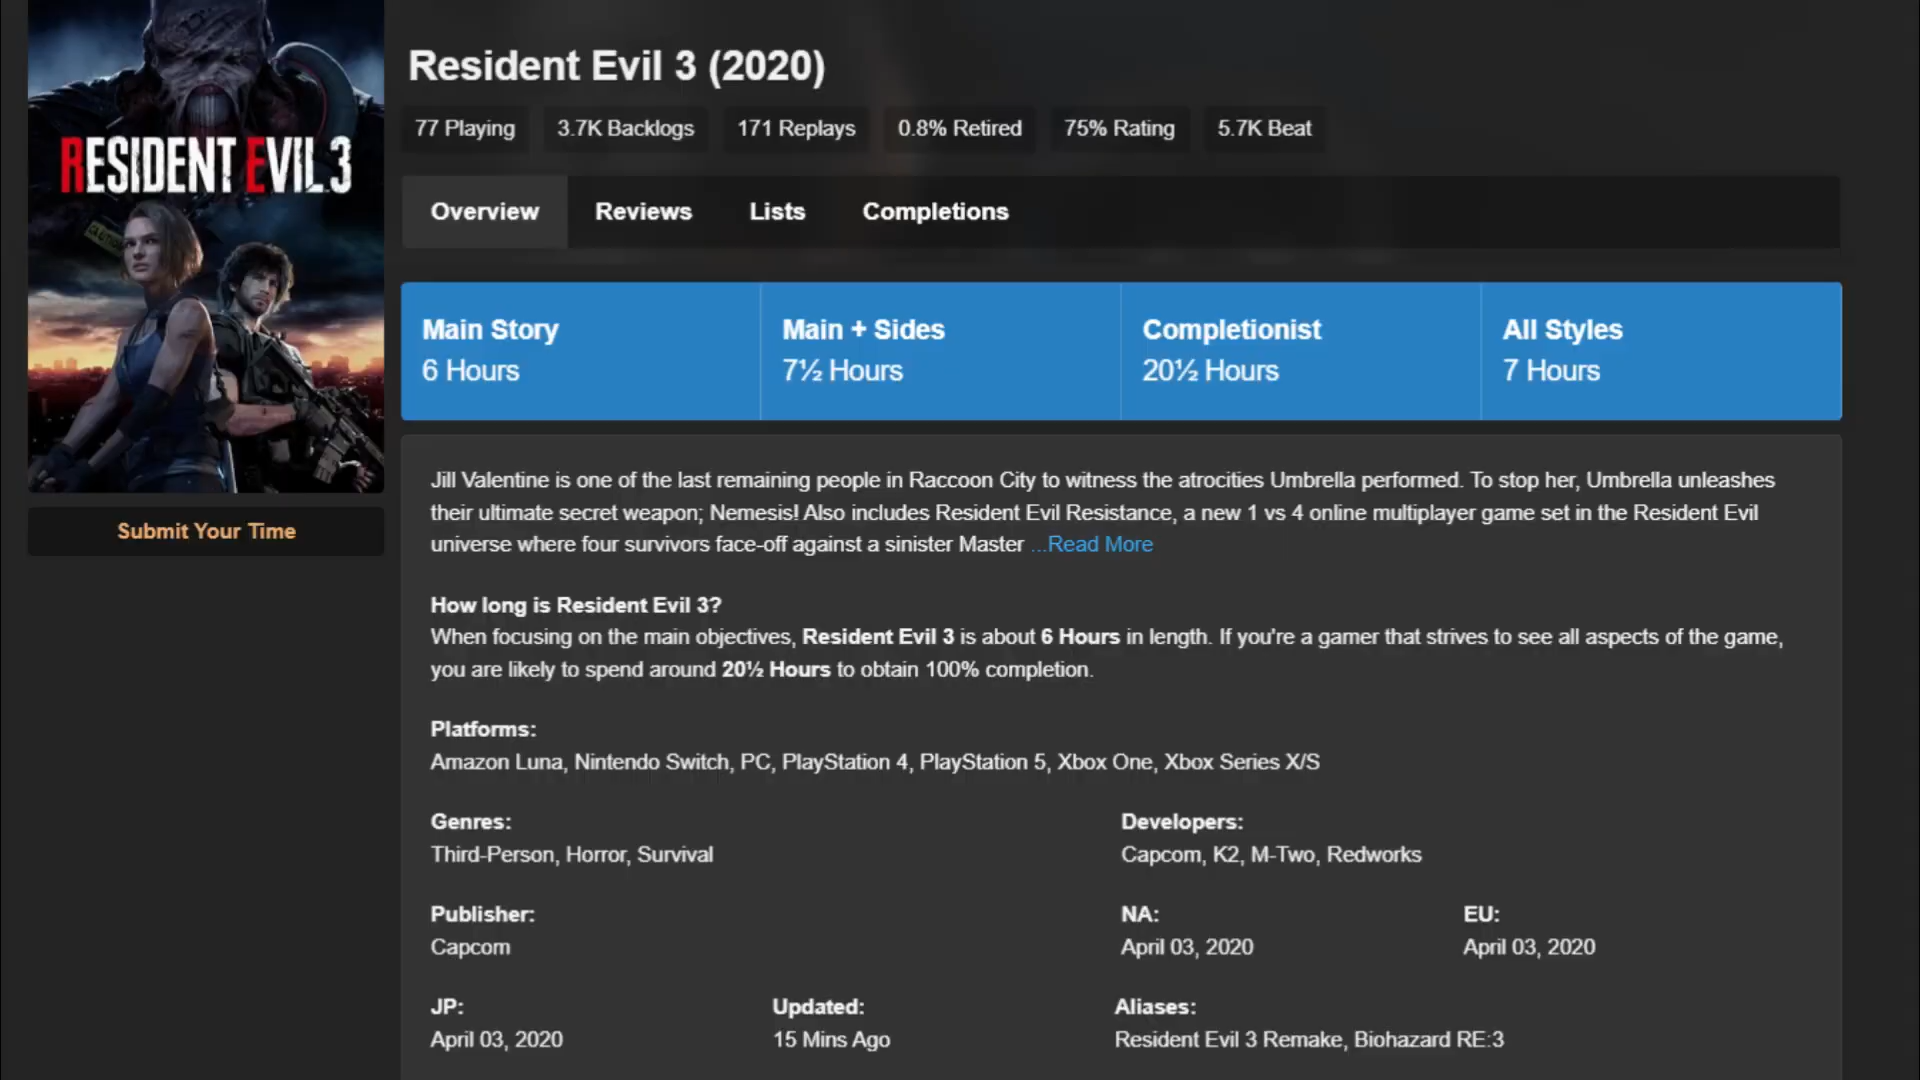 RESIDENT EVIL 3
Submit Your Time
Resident Evil 3 (2020)
77 Playing 3.7K Backlogs 171 Replays 0.8% Retired 75% Rating 5.7K Beat
Overview Reviews Lists Completions
Main Story Main + Sides Completionist All Styles
6 Hours 7½ Hours 20½ Hours 7 Hours
Jill Valentine is one of the last remaining people in Raccoon City to witness the atrocities Umbrella performed. To stop her, Umbrella unleashes
their ultimate secret weapon; Nemesis! Also includes Resident Evil Resistance, a new 1 vs 4 online multiplayer game set in the Resident Evil
universe where four survivors face-off against a sinister Master ...Read More
How long is Resident Evil 3?
When focusing on the main objectives, Resident Evil 3 is about 6 Hours in length. If you're a gamer that strives to see all aspects of the game,
you are likely to spend around 20½ Hours to obtain 100% completion.
Platforms:
Amazon Luna, Nintendo Switch, PC, PlayStation 4, PlayStation 5, Xbox One, Xbox Series X/S
Genres: Developers:
Third-Person, Horror, Survival Capcom, K2, M-Two, Redworks
Publisher: NA: EU:
Capcom April 03, 2020 April 03, 2020
JP: Updated: Aliases:
April 03, 2020 15 Mins Ago Resident Evil 3 Remake, Biohazard RE:3